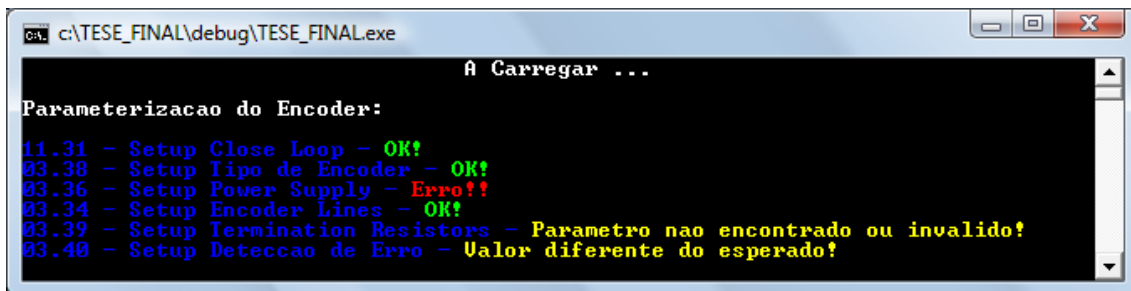 c:\TESE_FINAL\debug\TESE_FINAL.exe
A Carregar ...
Parameterizacao do Encoder:
11.31 - Setup Close Loop - OK!
03.38 - Setup Tipo de Encoder - OK!
03.36 - Setup Power Supply - Erro!!
03.34 - Setup Encoder Lines - OK!
03.39 - Setup Termination Resistors - Parametro nao encontrado ou invalido!
03.40 - Setup Deteccao de Erro - Valor diferente do esperado!